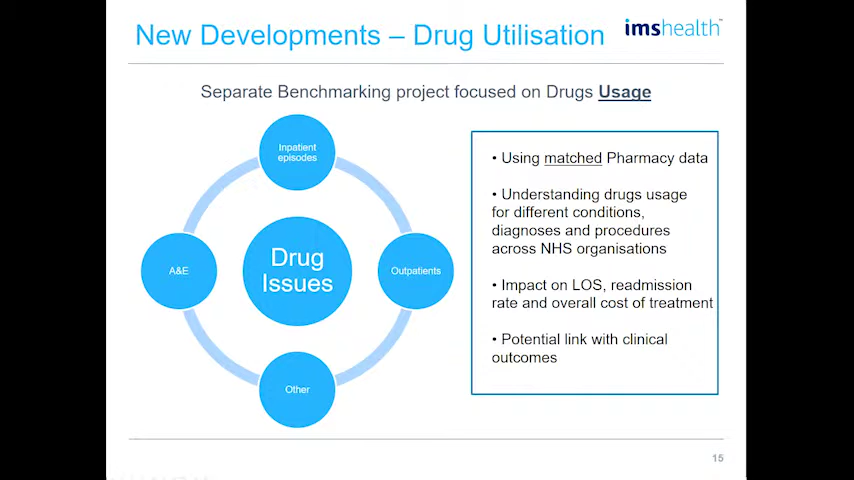 New Developments – Drug Utilisation
imshealth™
Separate Benchmarking project focused on Drugs Usage
Inpatient
episodes
A&E
Drug
Issues
Outpatients
Other
• Using matched Pharmacy data
• Understanding drugs usage
for different conditions,
diagnoses and procedures
across NHS organisations
• Impact on LOS, readmission
rate and overall cost of treatment
• Potential link with clinical
outcomes
15